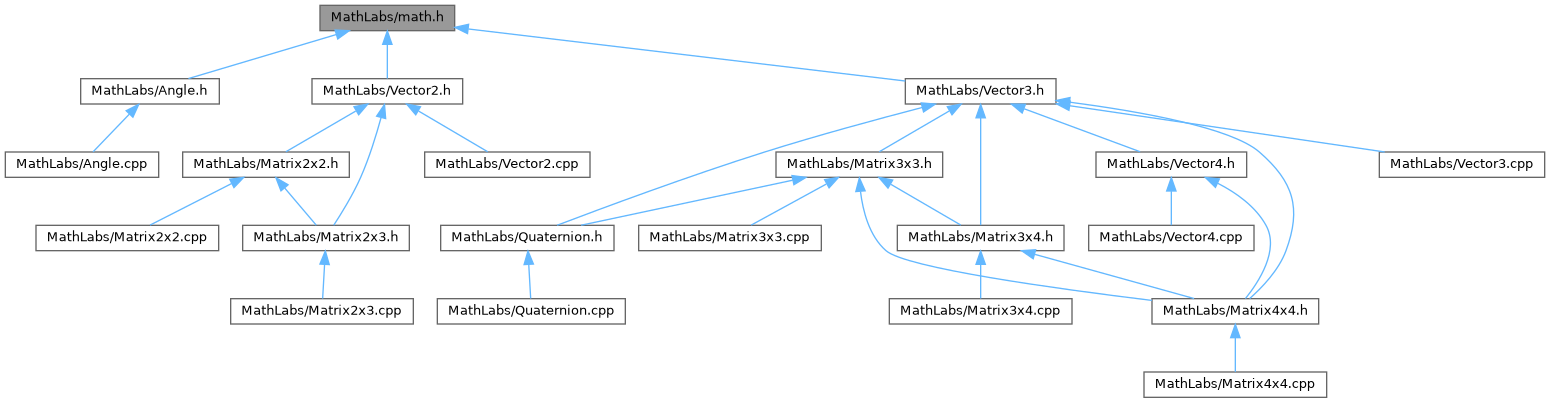 MathLabs/math.h
MathLabs/Angle.h
MathLabs/Vector2.h
MathLabs/Vector3.h
MathLabs/Angle.cpp
MathLabs/Matrix2x2.h
MathLabs/Vector2.cpp
MathLabs/Matrix3x3.h
MathLabs/Vector4.h
MathLabs/Vector3.cpp
MathLabs/Matrix2x2.cpp
MathLabs/Matrix2x3.h
MathLabs/Quaternion.h
MathLabs/Matrix3x3.cpp
MathLabs/Matrix3x4.h
MathLabs/Vector4.cpp
MathLabs/Matrix2x3.cpp
MathLabs/Quaternion.cpp
MathLabs/Matrix3x4.cpp
MathLabs/Matrix4x4.h
MathLabs/Matrix4x4.cpp